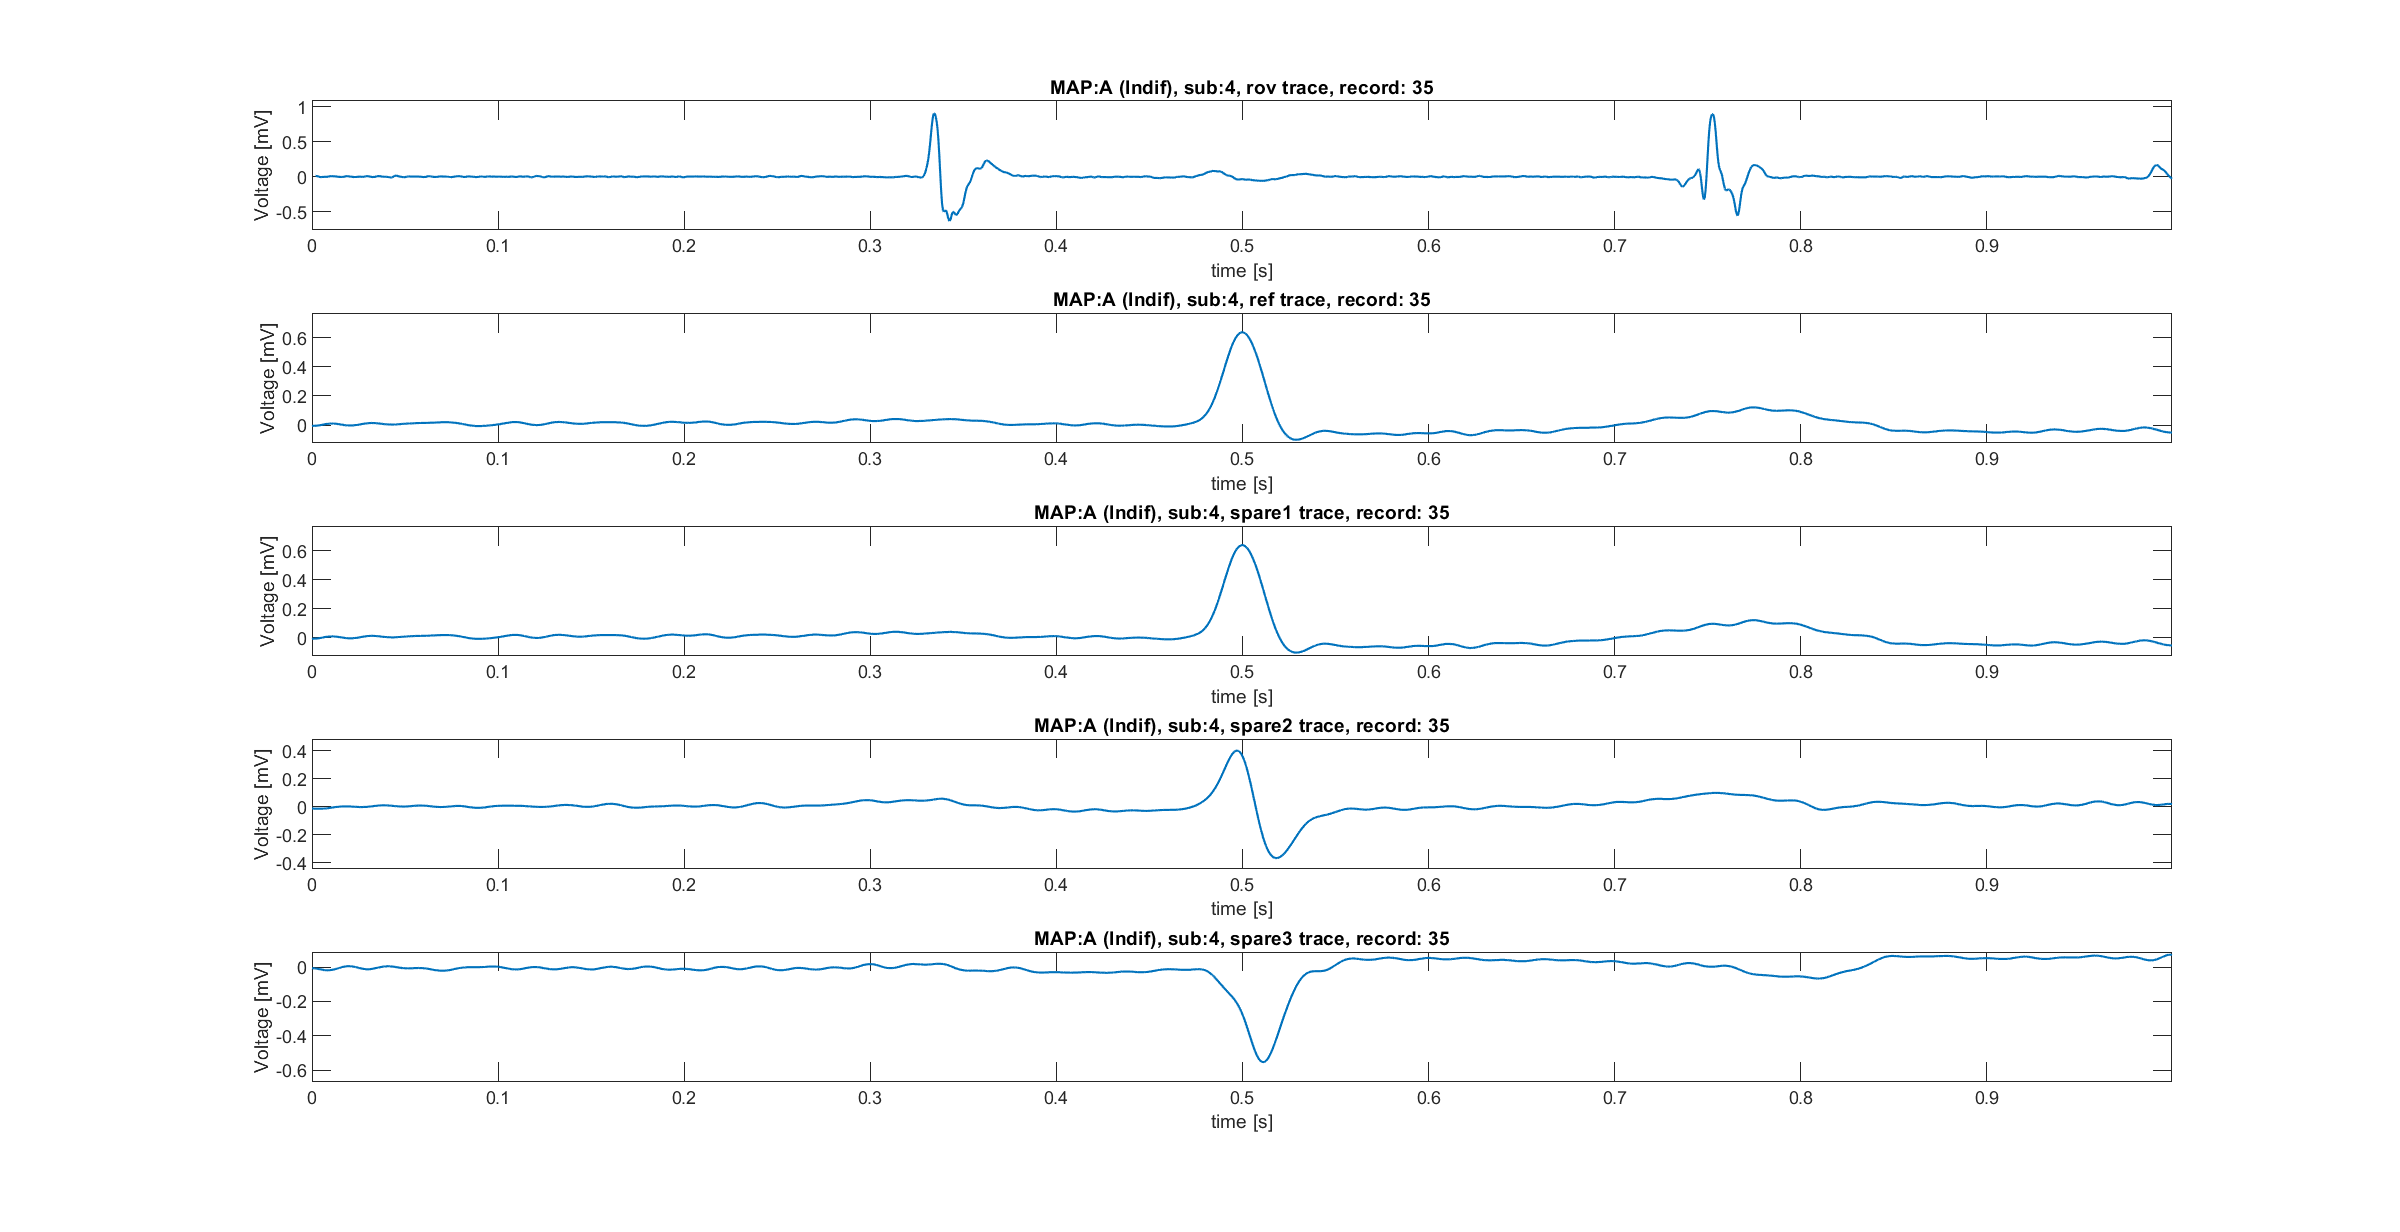 MAP:A (Indif), sub:4, rov trace, record: 35
Voltage [mV]
1
0.5
0
-0.5
0 0.1 0.2 0.3 0.4 0.5 0.6 0.7 0.8 0.9
time [s]
MAP:A (Indif), sub:4, ref trace, record: 35
Voltage [mV]
0.6
0.4
0.2
0
0 0.1 0.2 0.3 0.4 0.5 0.6 0.7 0.8 0.9
time [s]
MAP:A (Indif), sub:4, spare1 trace, record: 35
Voltage [mV]
0.6
0.4
0.2
0
0 0.1 0.2 0.3 0.4 0.5 0.6 0.7 0.8 0.9
time [s]
MAP:A (Indif), sub:4, spare2 trace, record: 35
Voltage [mV]
0.4
0.2
0
-0.2
-0.4
0 0.1 0.2 0.3 0.4 0.5 0.6 0.7 0.8 0.9
time [s]
MAP:A (Indif), sub:4, spare3 trace, record: 35
Voltage [mV]
0
-0.2
-0.4
-0.6
0 0.1 0.2 0.3 0.4 0.5 0.6 0.7 0.8 0.9
time [s]